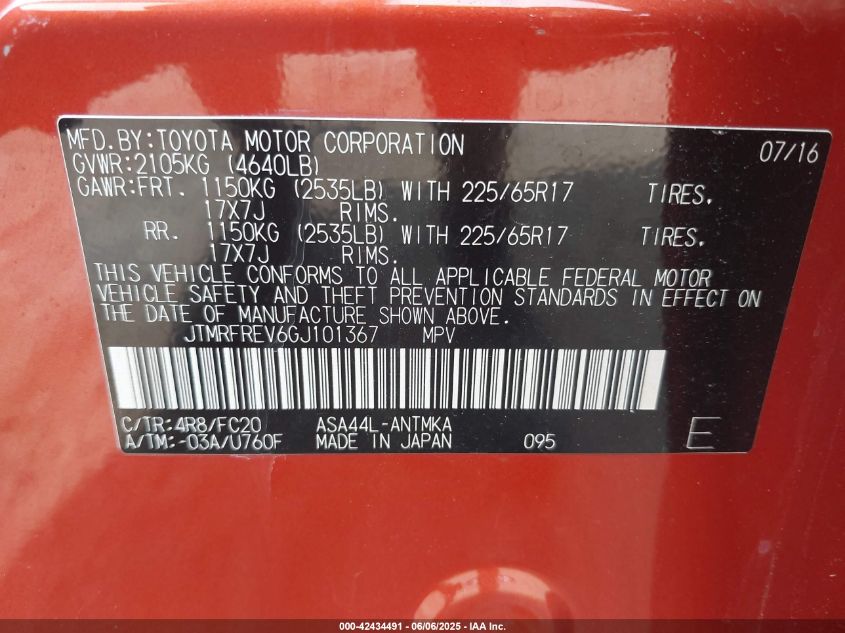 MFD.BY:TOYOTA MOTOR CORPORATION 07/16
GVWR:2105KG (4640LB)
GAWR:FRT. 1150KG (2535LB) WITH 225/65R17 TIRES.
17X7J RIMS.
RR. 1150KG (2535LB) WITH 225/65R17 TIRES.
17X7J RIMS.
THIS VEHICLE CONFORMS TO ALL APPLICABLE FEDERAL MOTOR
VEHICLE SAFETY AND THEFT PREVENTION STANDARDS IN EFFECT ON
THE DATE OF MANUFACTURE SHOWN ABOVE.
JTMRFREV6GJ101367 MPV
C/TR:4R8/FC20 ASA44L-ANTMKA
A/TM:-03A/U760F MADE IN JAPAN 095 E
000-42434491 - 06/06/2025 - IAA Inc.